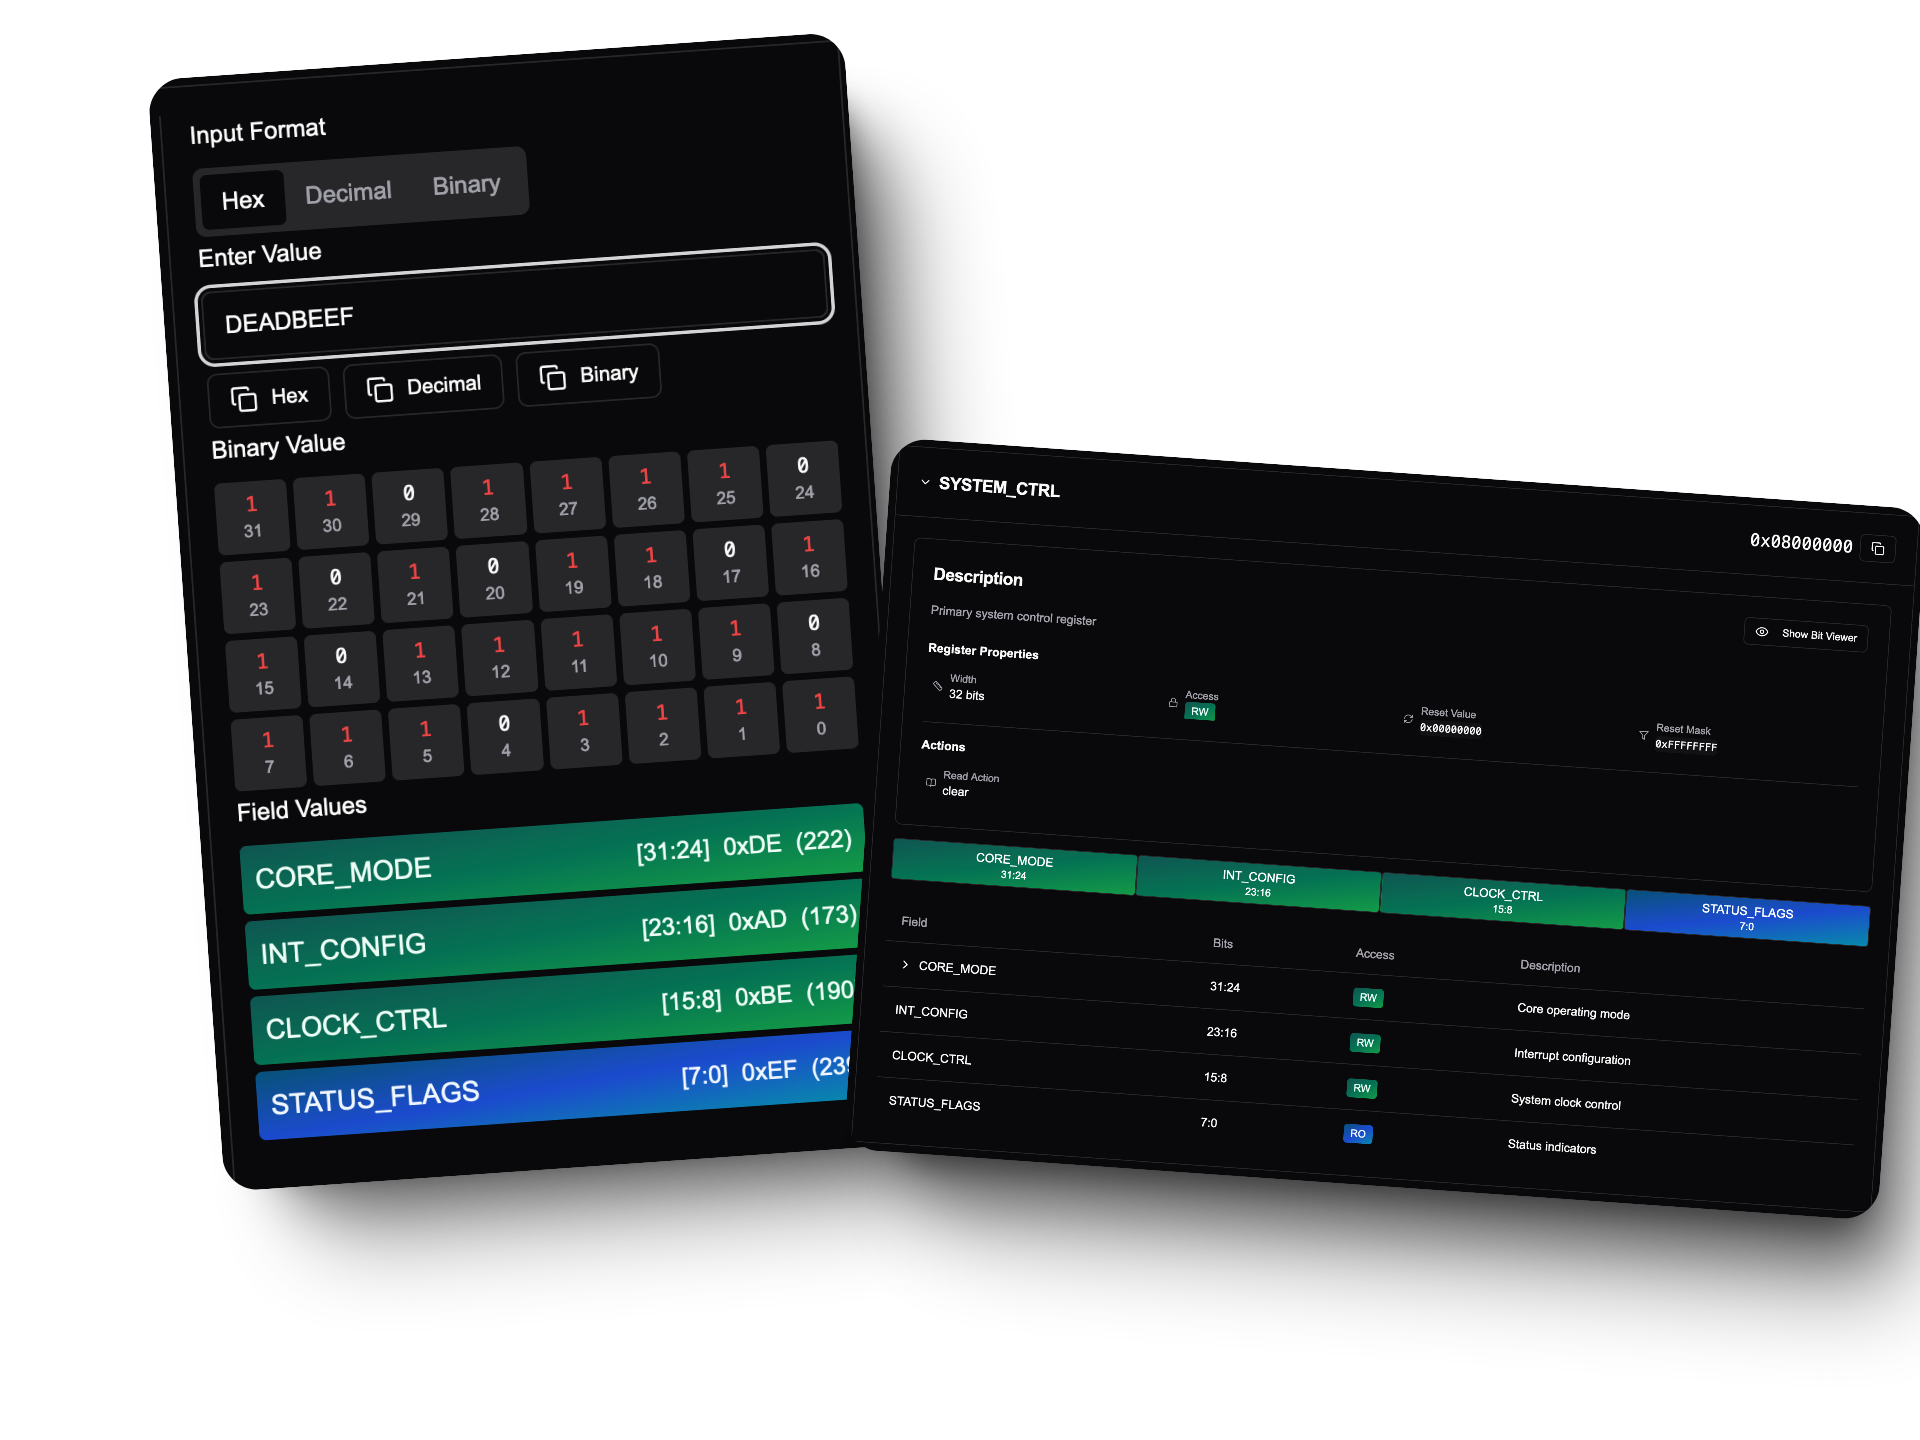 Input Format
Hex Decimal Binary
Enter Value
DEADBEEF
Hex Decimal Binary
Binary Value
1 1 0 1 1 1 1 0
31 30 29 28 27 26 25 24
1 0 1 0 1 1 0 1
23 22 21 20 19 18 17 16
1 0 1 1 1 1 1 0
15 14 13 12 11 10 9 8
1 1 1 0 1 1 1 1
7 6 5 4 3 2 1 0
Field Values
CORE_MODE [31:24] 0xDE (222)
INT_CONFIG [23:16] 0xAD (173)
CLOCK_CTRL [15:8] 0xBE (190
STATUS_FLAGS [7:0] 0xEF (239
SYSTEM_CTRL
0x08000000
Description
Primary system control register
Show Bit Viewer
Register Properties
Width Access Reset Value Reset Mask
32 bits RW 0x00000000 0xFFFFFFFF
Actions
Read Action
clear
CORE_MODE INT_CONFIG CLOCK_CTRL STATUS_FLAGS
31:24 23:16 15:8 7:0
Field Bits Access Description
CORE_MODE 31:24 RW Core operating mode
INT_CONFIG 23:16 RW Interrupt configuration
CLOCK_CTRL 15:8 RW System clock control
STATUS_FLAGS 7:0 RO Status indicators